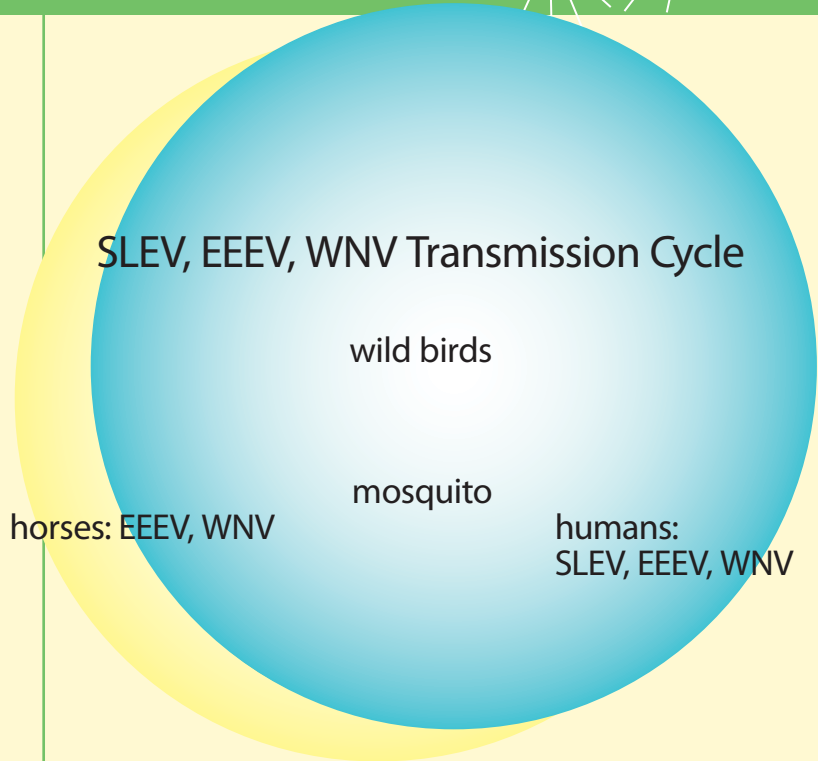 SLEV, EEEV, WNV Transmission Cycle
wild birds
mosquito
horses: EEEV, WNV
humans:
SLEV, EEEV, WNV